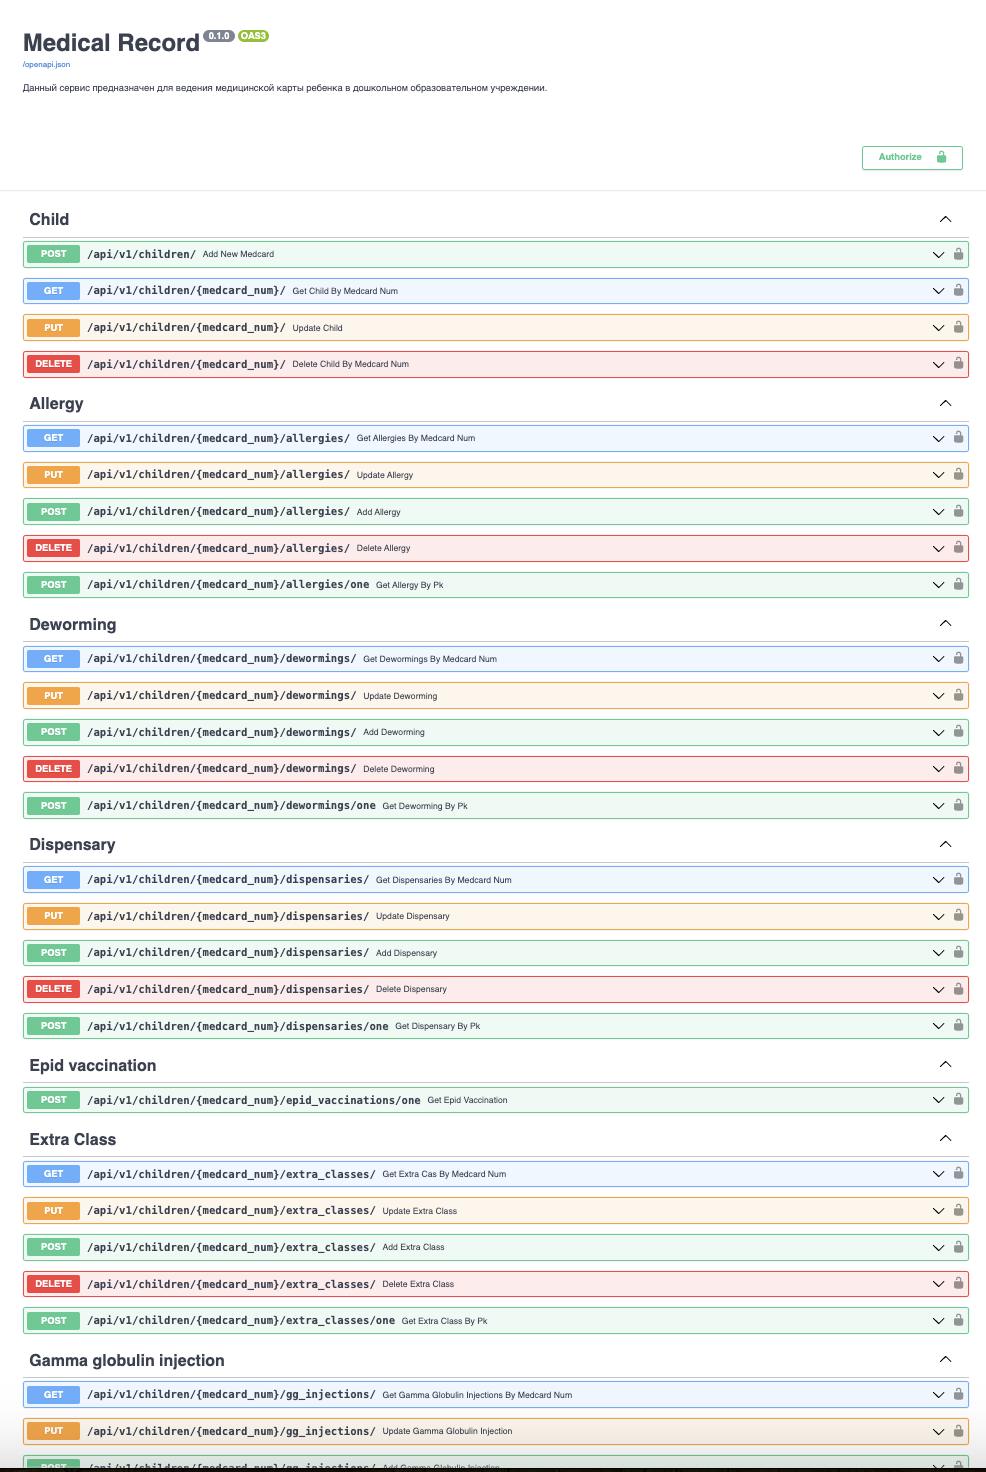 Medical Record 0.1.0 OAS3
/openapi.json
Данный сервис предназначен для ведения медицинской карты ребенка в дошкольном образовательном учреждении.
Authorize
Child
POST /api/v1/children/ Add New Medcard
GET /api/v1/children/{medcard_num}/ Get Child By Medcard Num
PUT /api/v1/children/{medcard_num}/ Update Child
DELETE /api/v1/children/{medcard_num}/ Delete Child By Medcard Num
Allergy
GET /api/v1/children/{medcard_num}/allergies/ Get Allergies By Medcard Num
PUT /api/v1/children/{medcard_num}/allergies/ Update Allergy
POST /api/v1/children/{medcard_num}/allergies/ Add Allergy
DELETE /api/v1/children/{medcard_num}/allergies/ Delete Allergy
POST /api/v1/children/{medcard_num}/allergies/one Get Allergy By Pk
Deworming
GET /api/v1/children/{medcard_num}/dewormings/ Get Dewormings By Medcard Num
PUT /api/v1/children/{medcard_num}/dewormings/ Update Deworming
POST /api/v1/children/{medcard_num}/dewormings/ Add Deworming
DELETE /api/v1/children/{medcard_num}/dewormings/ Delete Deworming
POST /api/v1/children/{medcard_num}/dewormings/one Get Deworming By Pk
Dispensary
GET /api/v1/children/{medcard_num}/dispensaries/ Get Dispensaries By Medcard Num
PUT /api/v1/children/{medcard_num}/dispensaries/ Update Dispensary
POST /api/v1/children/{medcard_num}/dispensaries/ Add Dispensary
DELETE /api/v1/children/{medcard_num}/dispensaries/ Delete Dispensary
POST /api/v1/children/{medcard_num}/dispensaries/one Get Dispensary By Pk
Epid vaccination
POST /api/v1/children/{medcard_num}/epid_vaccinations/one Get Epid Vaccination
Extra Class
GET /api/v1/children/{medcard_num}/extra_classes/ Get Extra Cas By Medcard Num
PUT /api/v1/children/{medcard_num}/extra_classes/ Update Extra Class
POST /api/v1/children/{medcard_num}/extra_classes/ Add Extra Class
DELETE /api/v1/children/{medcard_num}/extra_classes/ Delete Extra Class
POST /api/v1/children/{medcard_num}/extra_classes/one Get Extra Class By Pk
Gamma globulin injection
GET /api/v1/children/{medcard_num}/gg_injections/ Get Gamma Globulin Injections By Medcard Num
PUT /api/v1/children/{medcard_num}/gg_injections/ Update Gamma Globulin Injection
POST /api/v1/children/{medcard_num}/gg_injections/ Add Gamma Globulin Injection